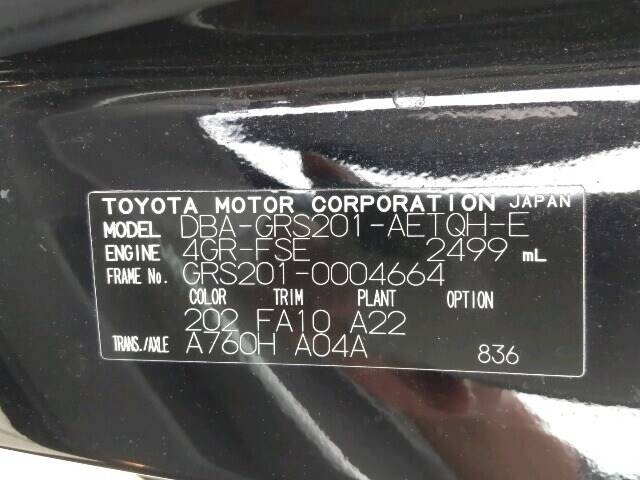 TOYOTA MOTOR CORPORATION JAPAN
MODEL DBA-GRS201-AETQH-E
ENGINE 4GR-FSE 2499 mL
FRAME No. GRS201-0004664
COLOR TRIM PLANT OPTION
202 FA10 A22
TRANS./AXLE A760H A04A 836